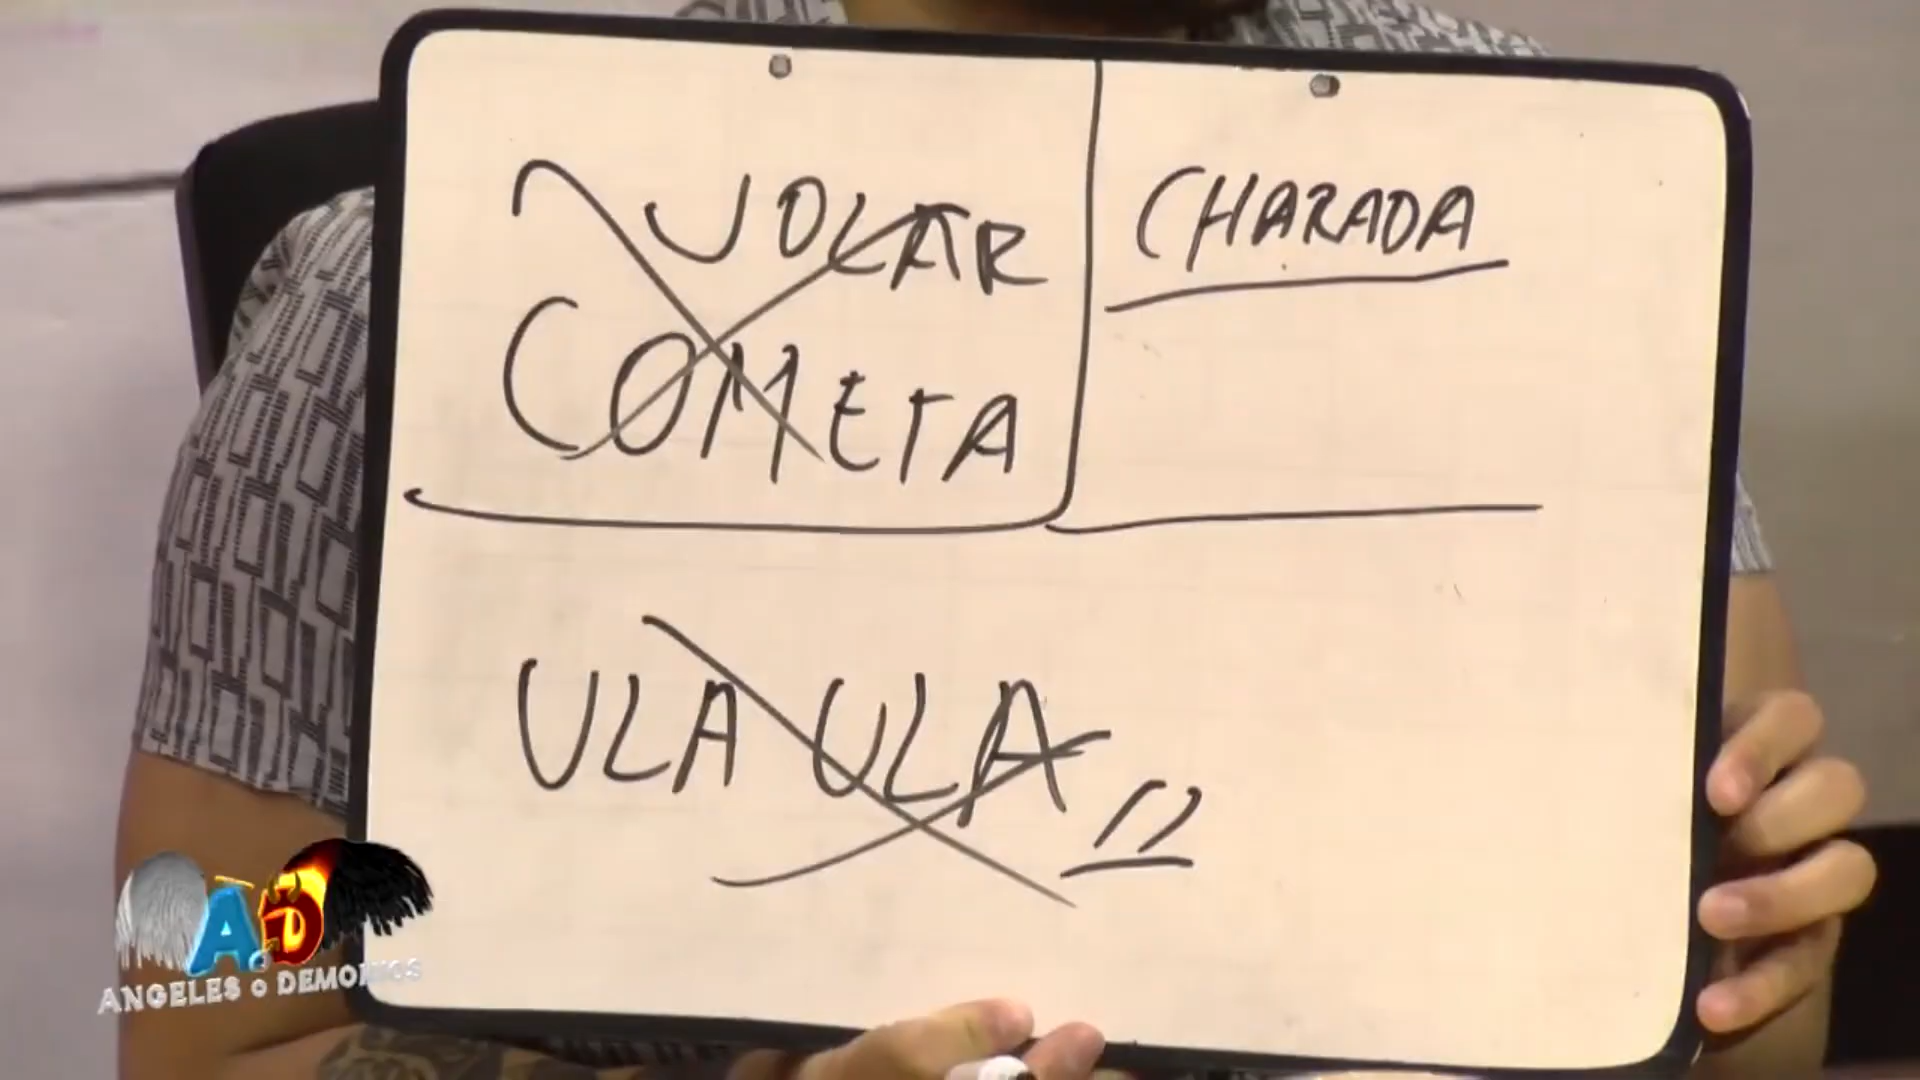 VOLAR
COMETA
CHARADA
ULA ULA
A. o D
ANGELES o DEMONIOS